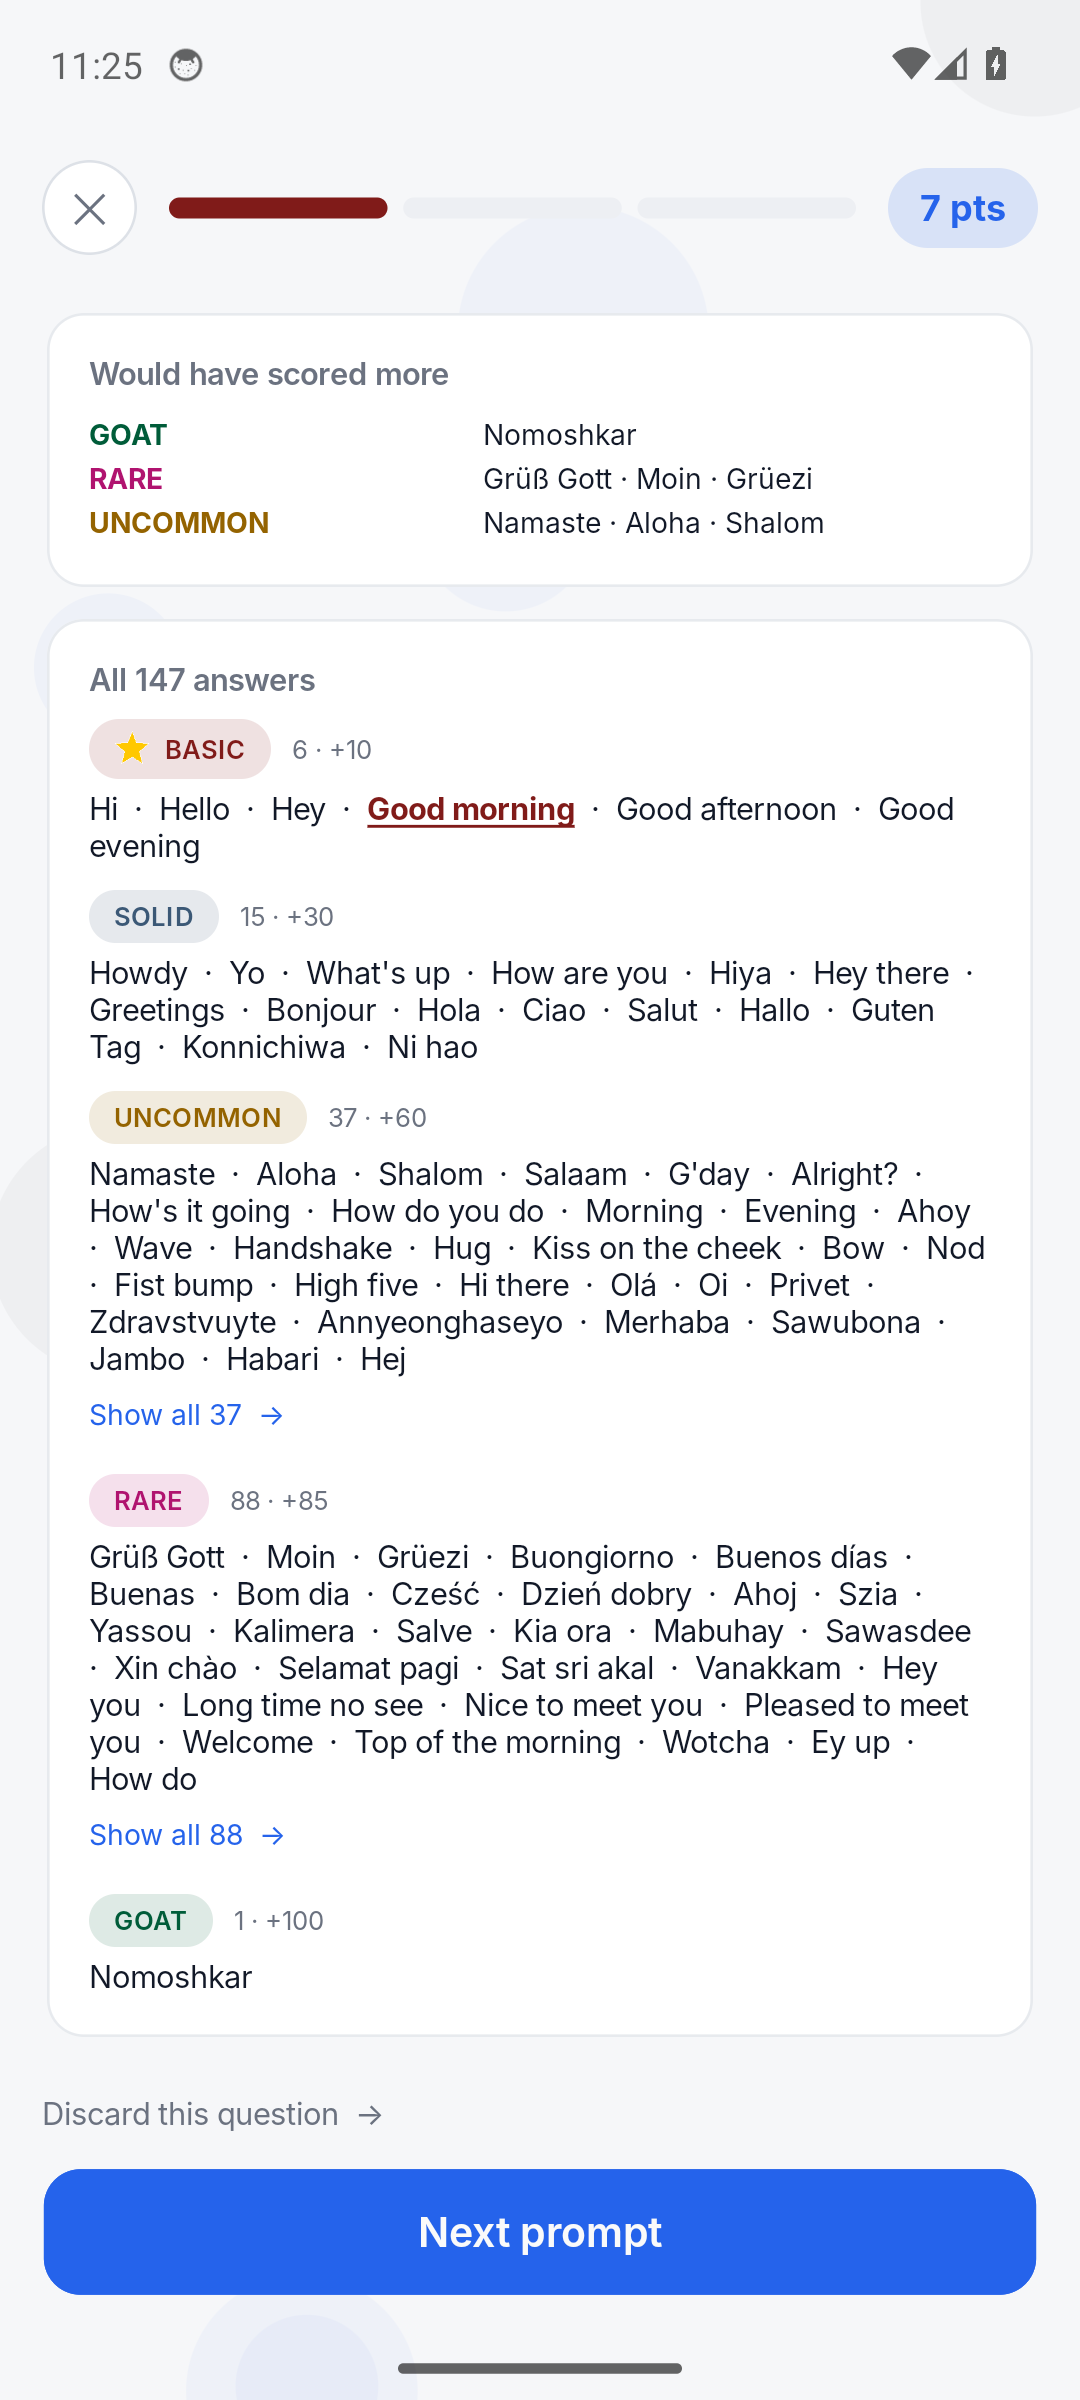 11:25
7 pts
Would have scored more
GOAT Nomoshkar
RARE Grüß Gott · Moin · Grüezi
UNCOMMON Namaste · Aloha · Shalom
All 147 answers
BASIC 6 · +10
Hi · Hello · Hey · Good morning · Good afternoon · Good
evening
SOLID 15 · +30
Howdy · Yo · What's up · How are you · Hiya · Hey there ·
Greetings · Bonjour · Hola · Ciao · Salut · Hallo · Guten
Tag · Konnichiwa · Ni hao
UNCOMMON 37 · +60
Namaste · Aloha · Shalom · Salaam · G'day · Alright? ·
How's it going · How do you do · Morning · Evening · Ahoy
· Wave · Handshake · Hug · Kiss on the cheek · Bow · Nod
· Fist bump · High five · Hi there · Olá · Oi · Privet ·
Zdravstvuyte · Annyeonghaseyo · Merhaba · Sawubona ·
Jambo · Habari · Hej
Show all 37 →
RARE 88 · +85
Grüß Gott · Moin · Grüezi · Buongiorno · Buenos días ·
Buenas · Bom dia · Cześć · Dzień dobry · Ahoj · Szia ·
Yassou · Kalimera · Salve · Kia ora · Mabuhay · Sawasdee
· Xin chào · Selamat pagi · Sat sri akal · Vanakkam · Hey
you · Long time no see · Nice to meet you · Pleased to meet
you · Welcome · Top of the morning · Wotcha · Ey up ·
How do
Show all 88 →
GOAT 1 · +100
Nomoshkar
Discard this question →
Next prompt